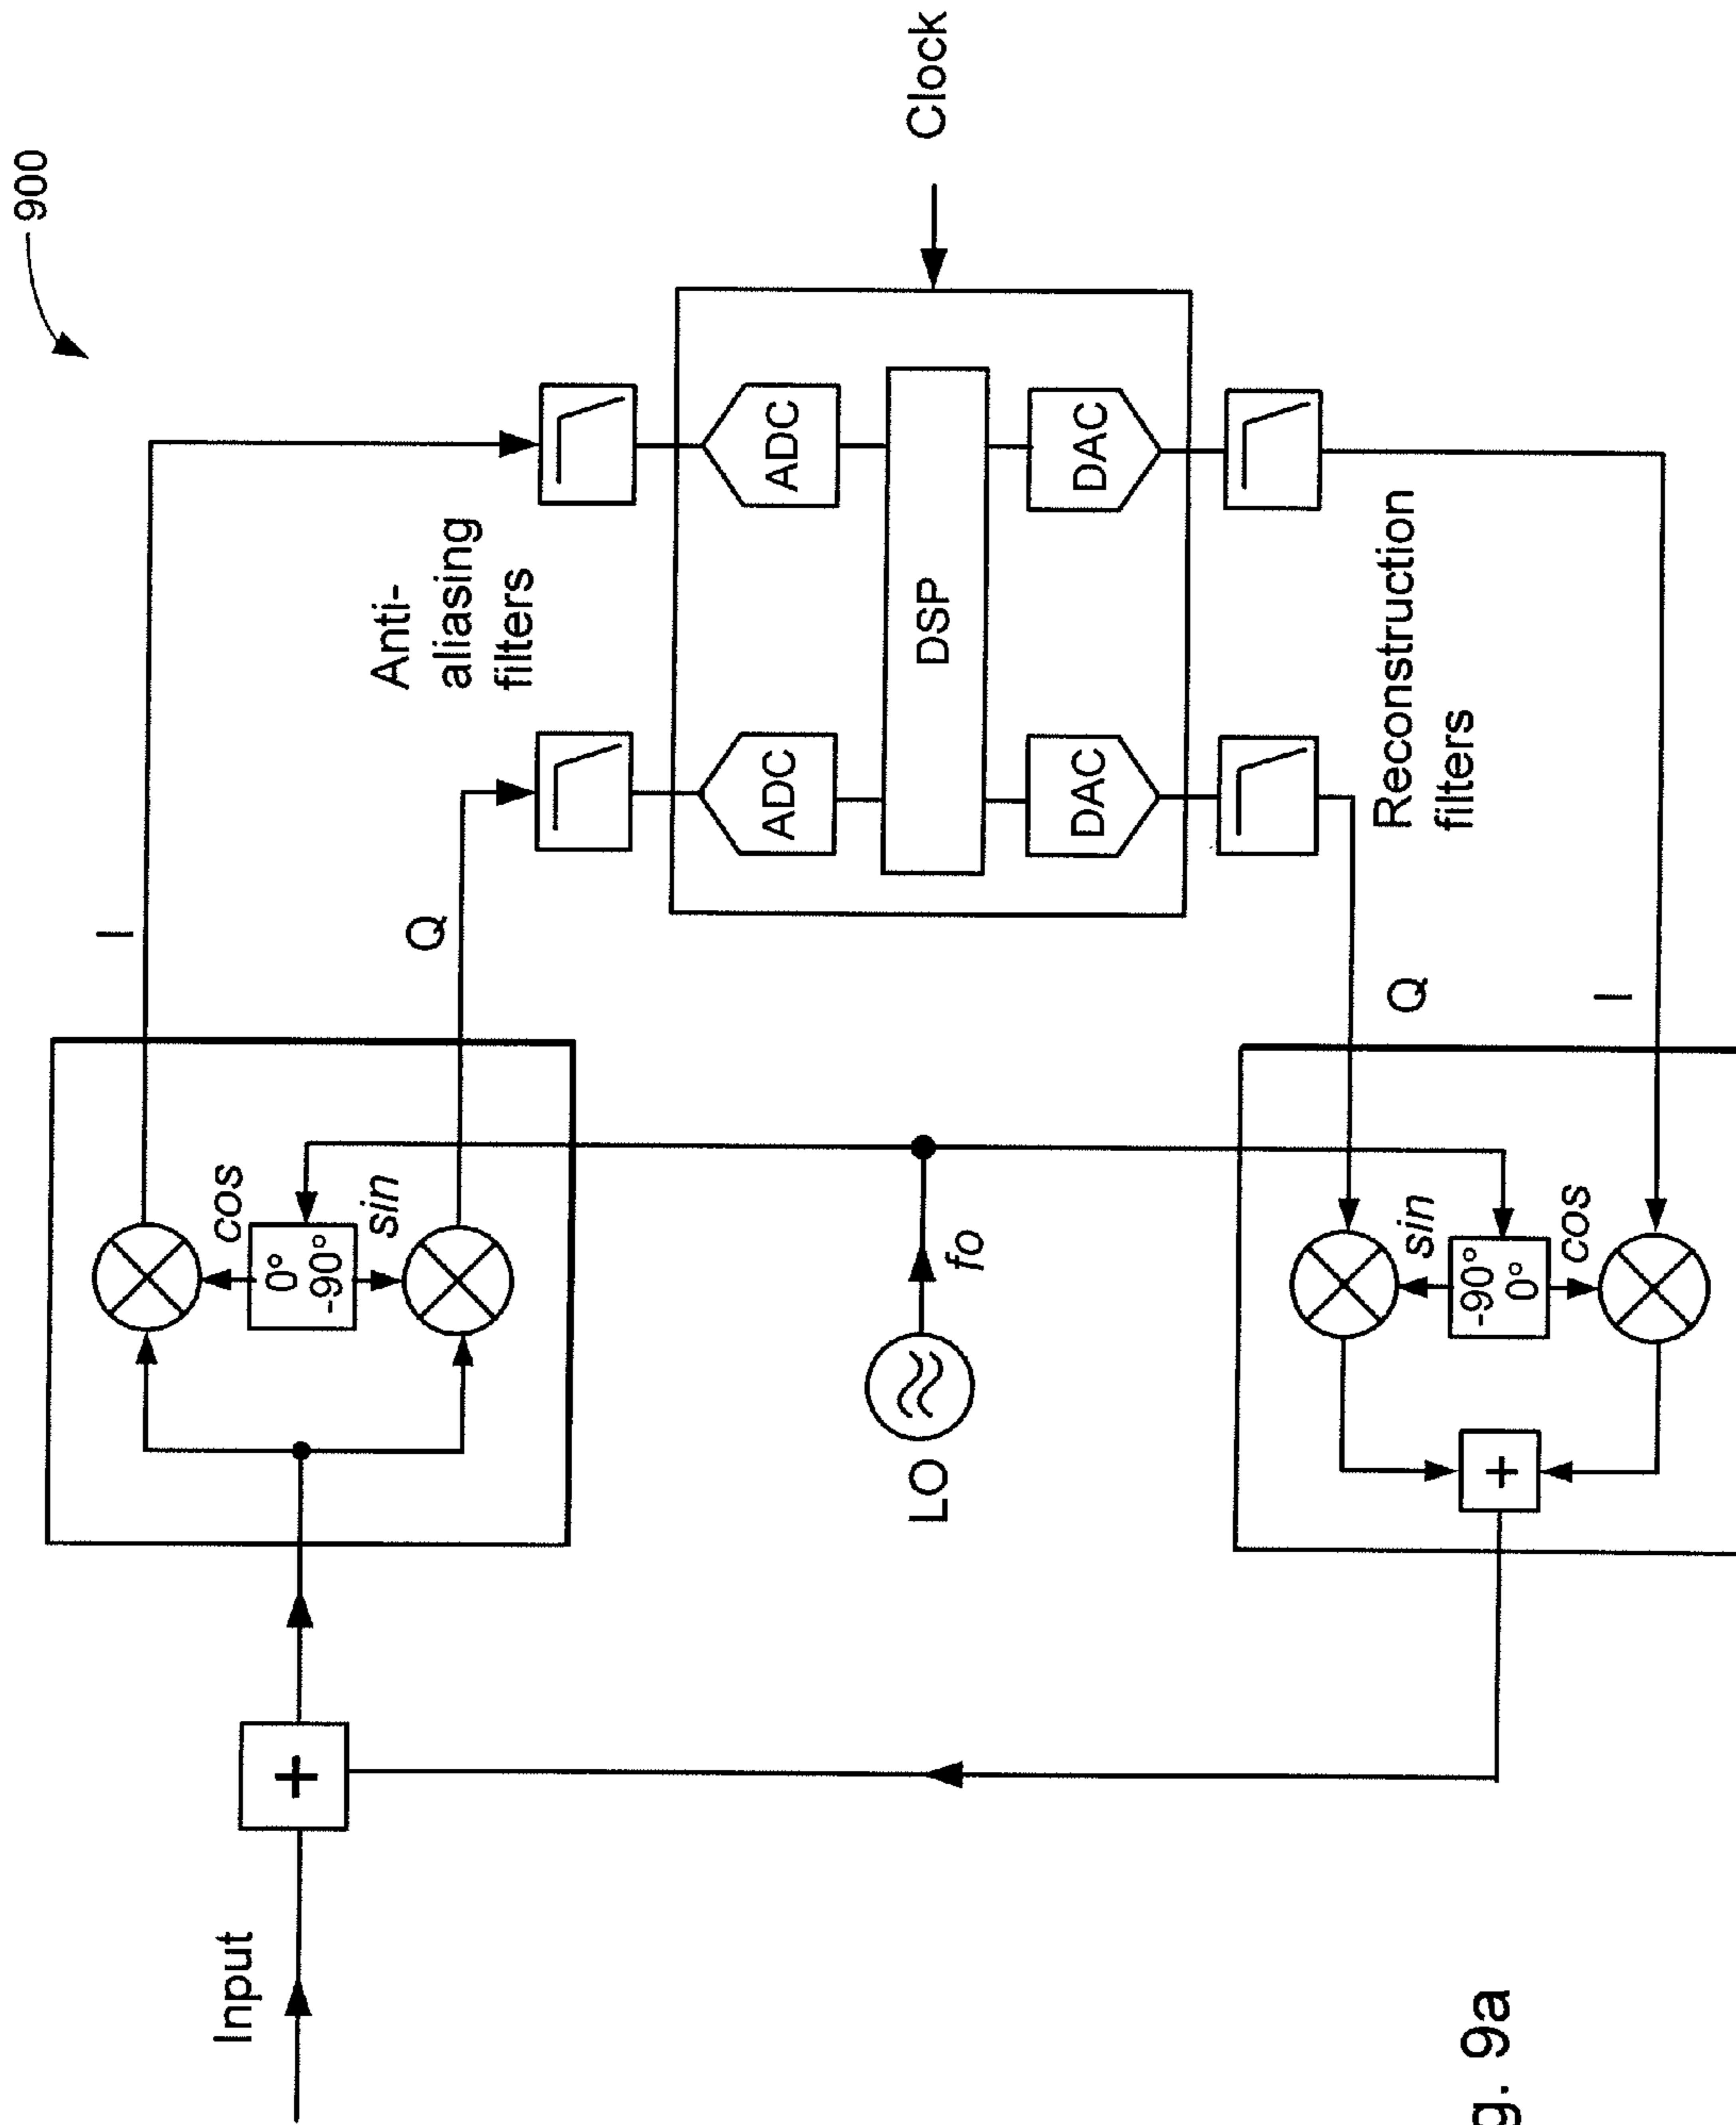 900
Input
+
cos
0°
-90°
sin
I
Q
Anti-
aliasing
filters
ADC
ADC
DSP
Clock
DAC
DAC
Reconstruction
filters
LO
fo
Q
I
sin
-90°
0°
cos
+
g. 9a